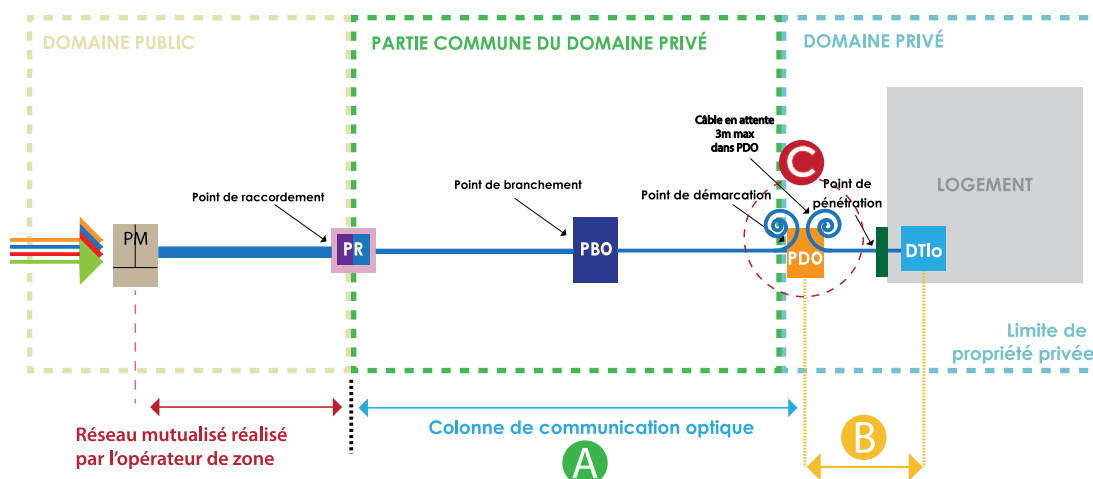 DOMAINE PUBLIC
PARTIE COMMUNE DU DOMAINE PRIVÉ
DOMAINE PRIVÉ
Câble en attente
3m max
dans PDO
C
Point de raccordement
Point de branchement
Point de démarcation
Point de
pénétration
LOGEMENT
PM
PR
PBO
PDO
DTIo
Limite de
propriété privée
Réseau mutualisé réalisé
par l'opérateur de zone
Colonne de communication optique
A
B